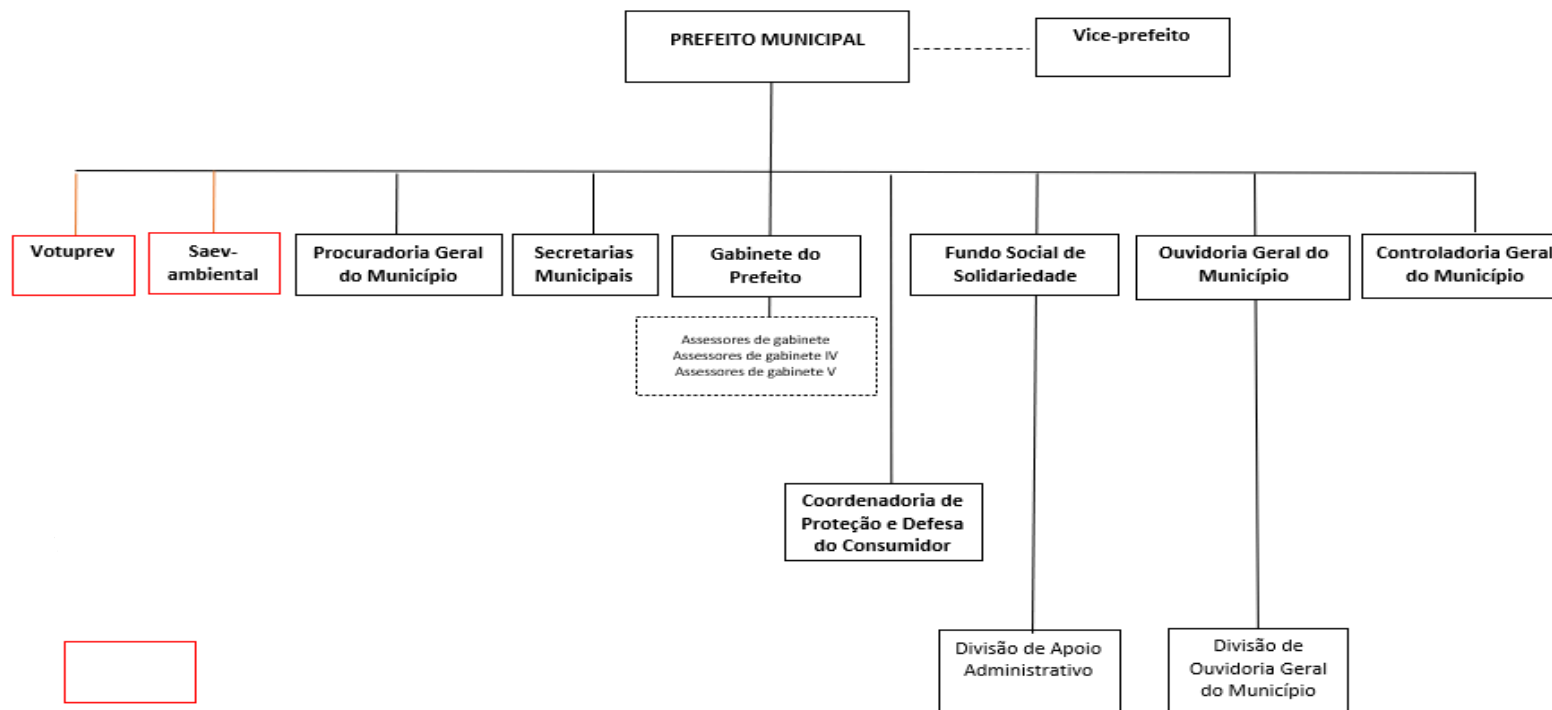 PREFEITO MUNICIPAL
Vice-prefeito
Votuprev
Saev-
ambiental
Procuradoria Geral
do Município
Secretarias
Municipais
Gabinete do
Prefeito
Fundo Social de
Solidariedade
Ouvidoria Geral do
Município
Controladoria Geral
do Município
Assessores de gabinete
Assessores de gabinete IV
Assessores de gabinete V
Coordenadoria de
Proteção e Defesa
do Consumidor
Divisão de Apoio
Administrativo
Divisão de
Ouvidoria Geral
do Município